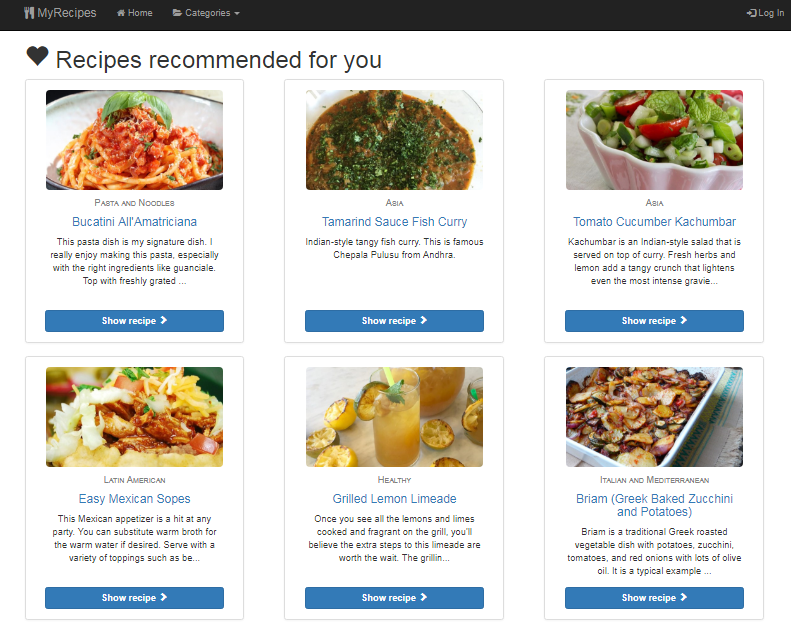 MyRecipes Home Categories Log In
Recipes recommended for you
Pasta and Noodles
Bucatini All'Amatriciana
This pasta dish is my signature dish. I
really enjoy making this pasta, especially
with the right ingredients like guanciale.
Top with freshly grated ...
Show recipe
Asia
Tamarind Sauce Fish Curry
Indian-style tangy fish curry. This is famous
Chepala Pulusu from Andhra.
Show recipe
Asia
Tomato Cucumber Kachumbar
Kachumbar is an Indian-style salad that is
served on top of curry. Fresh herbs and
lemon add a tangy crunch that lightens
even the most intense gravie...
Show recipe
Latin American
Easy Mexican Sopes
This Mexican appetizer is a hit at any
party. You can substitute warm broth for
the warm water if desired. Serve with a
variety of toppings such as be...
Show recipe
Healthy
Grilled Lemon Limeade
Once you see all the lemons and limes
cooked and fragrant on the grill, you'll
believe the extra steps to this limeade are
worth the wait. The grillin...
Show recipe
Italian and Mediterranean
Briam (Greek Baked Zucchini
and Potatoes)
Briam is a traditional Greek roasted
vegetable dish with potatoes, zucchini,
tomatoes, and red onions with lots of olive
oil. It is a typical example ...
Show recipe